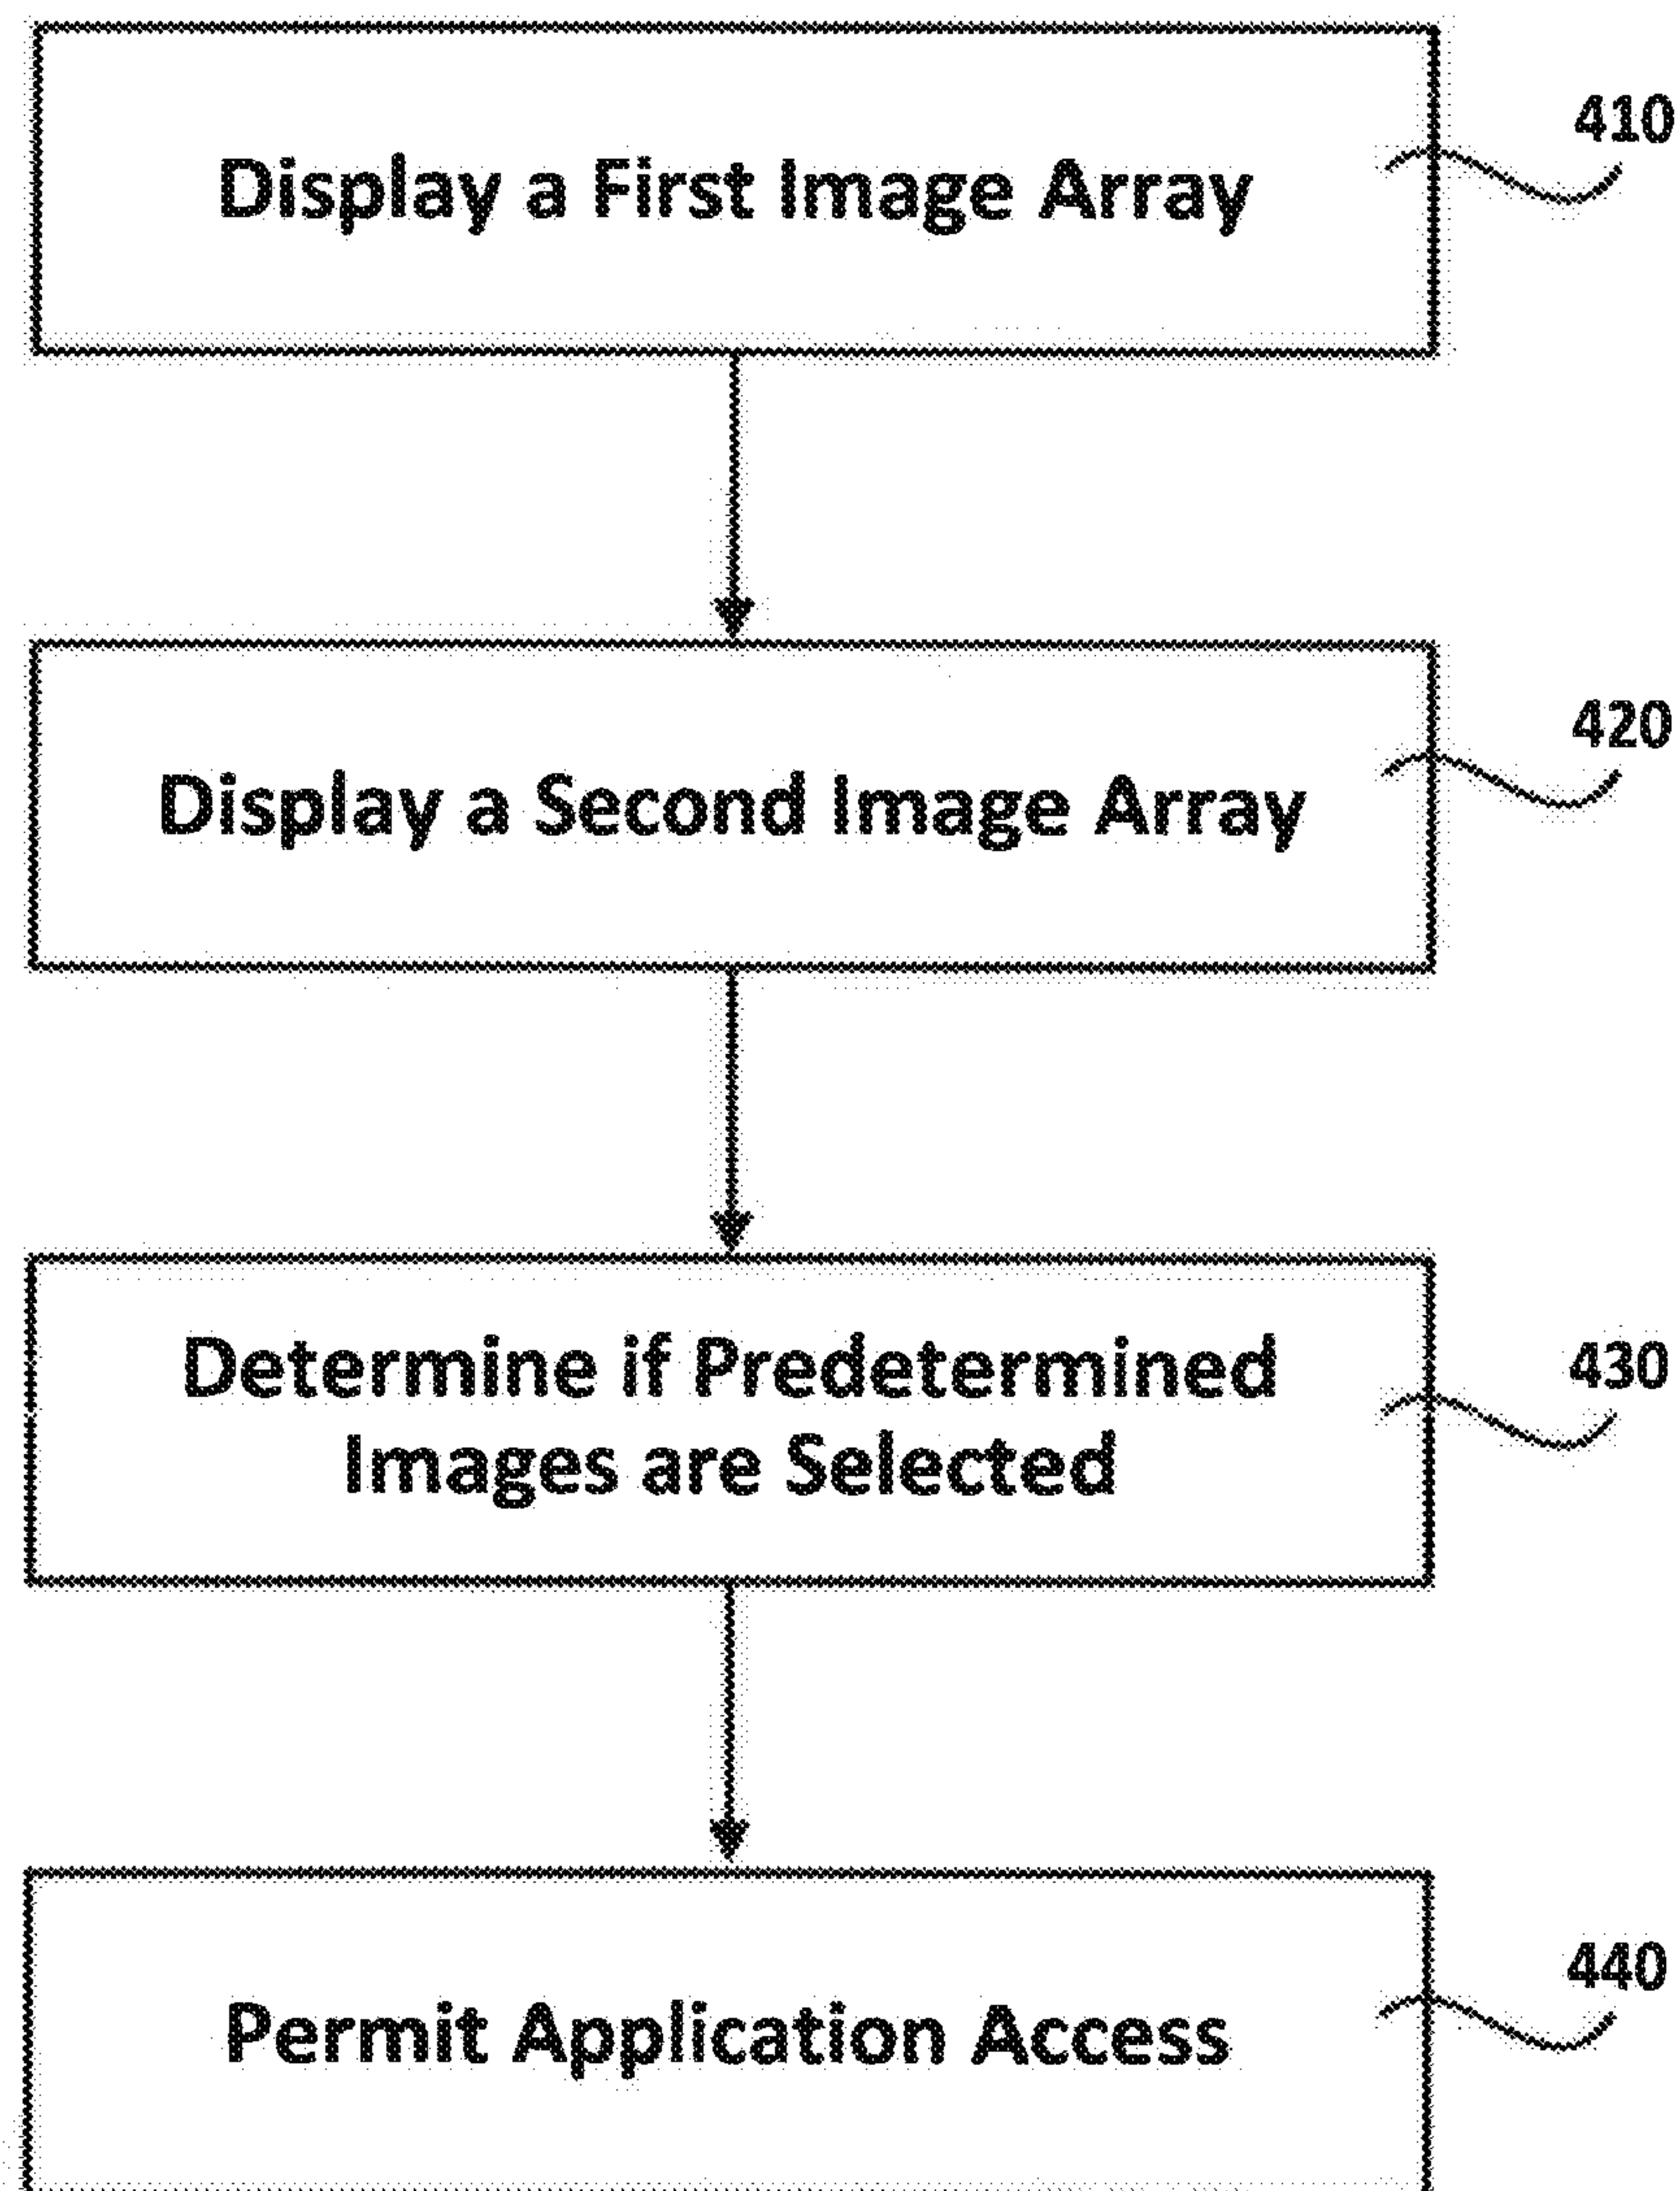 Display a First Image Array
410
Display a Second Image Array
420
Determine if Predetermined
Images are Selected
430
Permit Application Access
440